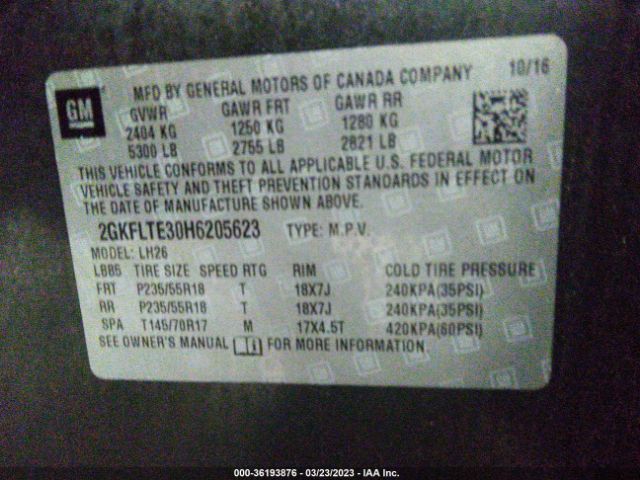 GM
MFD BY GENERAL MOTORS OF CANADA COMPANY 10/16
GVWR GAWR FRT GAWR RR
2404 KG 1250 KG 1280 KG
5300 LB 2755 LB 2821 LB
THIS VEHICLE CONFORMS TO ALL APPLICABLE U.S. FEDERAL MOTOR
VEHICLE SAFETY AND THEFT PREVENTION STANDARDS IN EFFECT ON
THE DATE OF MANUFACTURE SHOWN ABOVE.
2GKFLTE30H6205623 TYPE: M.P.V.
MODEL: LH26
LB85 TIRE SIZE SPEED RTG RIM COLD TIRE PRESSURE
FRT P235/55R18 T 18X7J 240KPA(35PSI)
RR P235/55R18 T 18X7J 240KPA(35PSI)
SPA T145/70R17 M 17X4.5T 420KPA(60PSI)
SEE OWNER'S MANUAL FOR MORE INFORMATION.
000-36193876 - 03/23/2023 - IAA Inc.